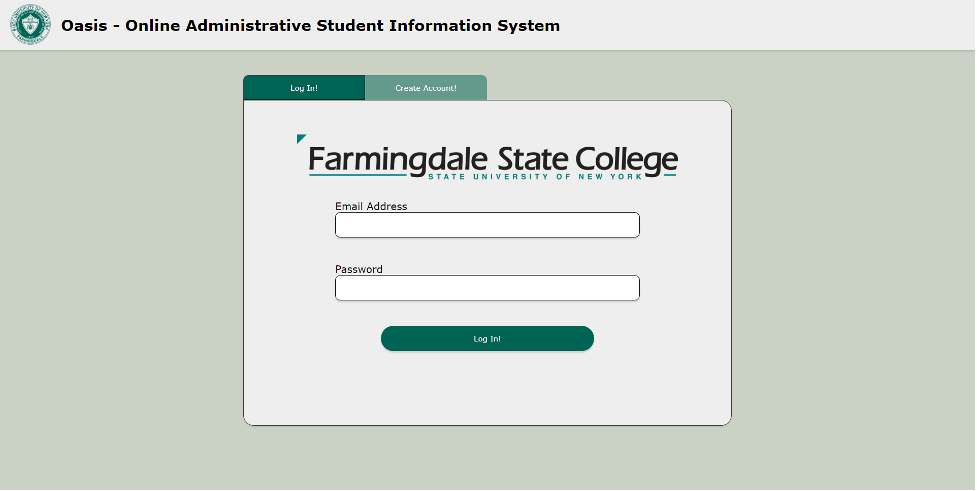 Oasis - Online Administrative Student Information System
Log In!
Create Account!
Farmingdale State College
STATE UNIVERSITY OF NEW YORK
Email Address
Password
Log In!